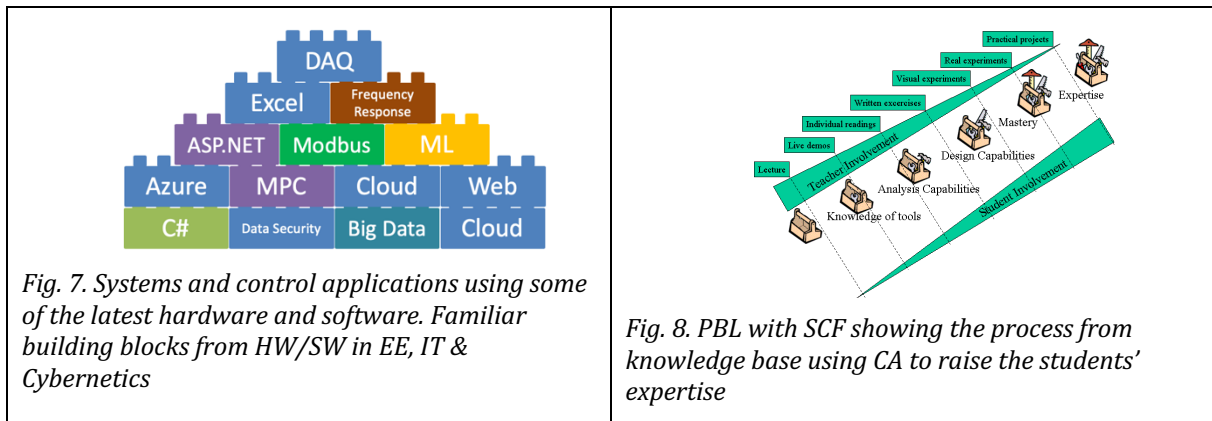 DAQ
Excel
Frequency
Response
ASP.NET
Modbus
ML
Azure
MPC
Cloud
Web
C#
Data Security
Big Data
Cloud
Fig. 7. Systems and control applications using some
of the latest hardware and software. Familiar
building blocks from HW/SW in EE, IT &
Cybernetics
Practical projects
Real experiments
Visual experiments
Written excercises
Individual readings
Live demos
Lecture
Teacher Involvement
Expertise
Mastery
Design Capabilities
Analysis Capabilities
Knowledge of tools
Student Involvement
Fig. 8. PBL with SCF showing the process from
knowledge base using CA to raise the students’
expertise